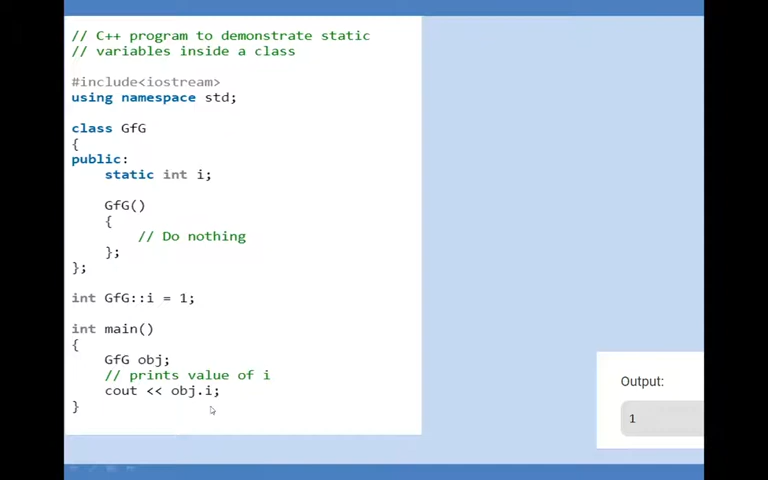 // C++ program to demonstrate static
// variables inside a class
#include<iostream>
using namespace std;
class GfG
{
public:
static int i;
GfG()
{
// Do nothing
};
};
int GfG::i = 1;
int main()
{
GfG obj;
// prints value of i
cout << obj.i;
}
Output:
1